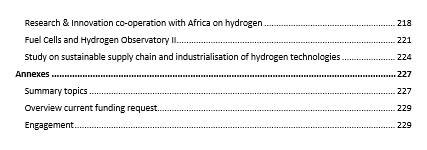 Research & Innovation co-operation with Africa on hydrogen ........................................................ 218
Fuel Cells and Hydrogen Observatory II........................................................................................... 221
Study on sustainable supply chain and industrialisation of hydrogen technologies ...................... 224
Annexes ............................................................................................................................................ 227
Summary topics ................................................................................................................................ 227
Overview current funding request.................................................................................................... 229
Engagement...................................................................................................................................... 229